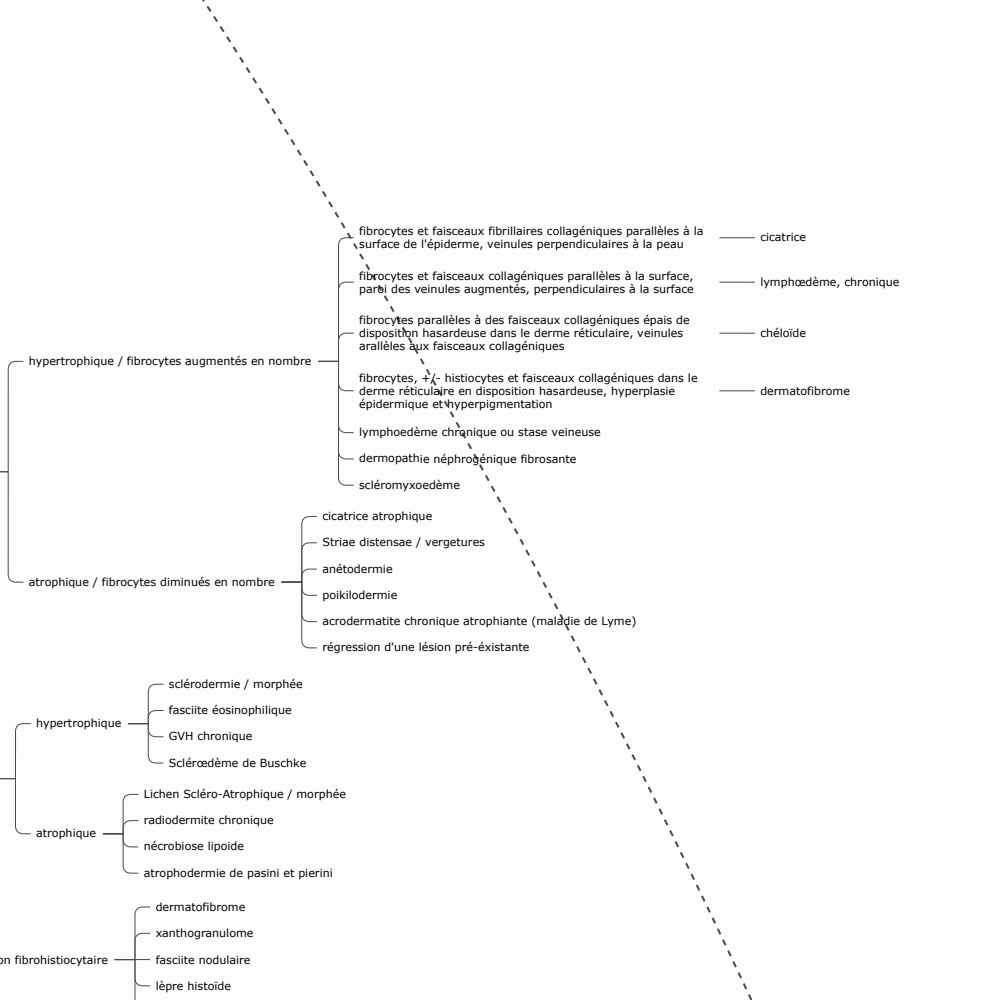 fibrocytes et faisceaux fibrillaires collagéniques parallèles à la
surface de l'épiderme, veinules perpendiculaires à la peau
cicatrice
fibrocytes et faisceaux collagéniques parallèles à la surface,
paroi des veinules augmentés, perpendiculaires à la surface
lymphœdème, chronique
fibrocytes parallèles à des faisceaux collagéniques épais de
disposition hasardeuse dans le derme réticulaire, veinules
arallèles aux faisceaux collagéniques
chéloïde
hypertrophique / fibrocytes augmentés en nombre
fibrocytes, +/- histiocytes et faisceaux collagéniques dans le
derme réticulaire en disposition hasardeuse, hyperplasie
épidermique et hyperpigmentation
dermatofibrome
lymphoedème chronique ou stase veineuse
dermopathie néphrogénique fibrosante
scléromyxoedème
cicatrice atrophique
Striae distensae / vergetures
anétodermie
atrophique / fibrocytes diminués en nombre
poikilodermie
acrodermatite chronique atrophiante (maladie de Lyme)
régression d'une lésion pré-éxistante
sclérodermie / morphée
fasciite éosinophilique
hypertrophique
GVH chronique
Sclérœdème de Buschke
Lichen Scléro-Atrophique / morphée
radiodermite chronique
atrophique
nécrobiose lipoide
atrophodermie de pasini et pierini
dermatofibrome
xanthogranulome
on fibrohistiocytaire
fasciite nodulaire
lèpre histoïde